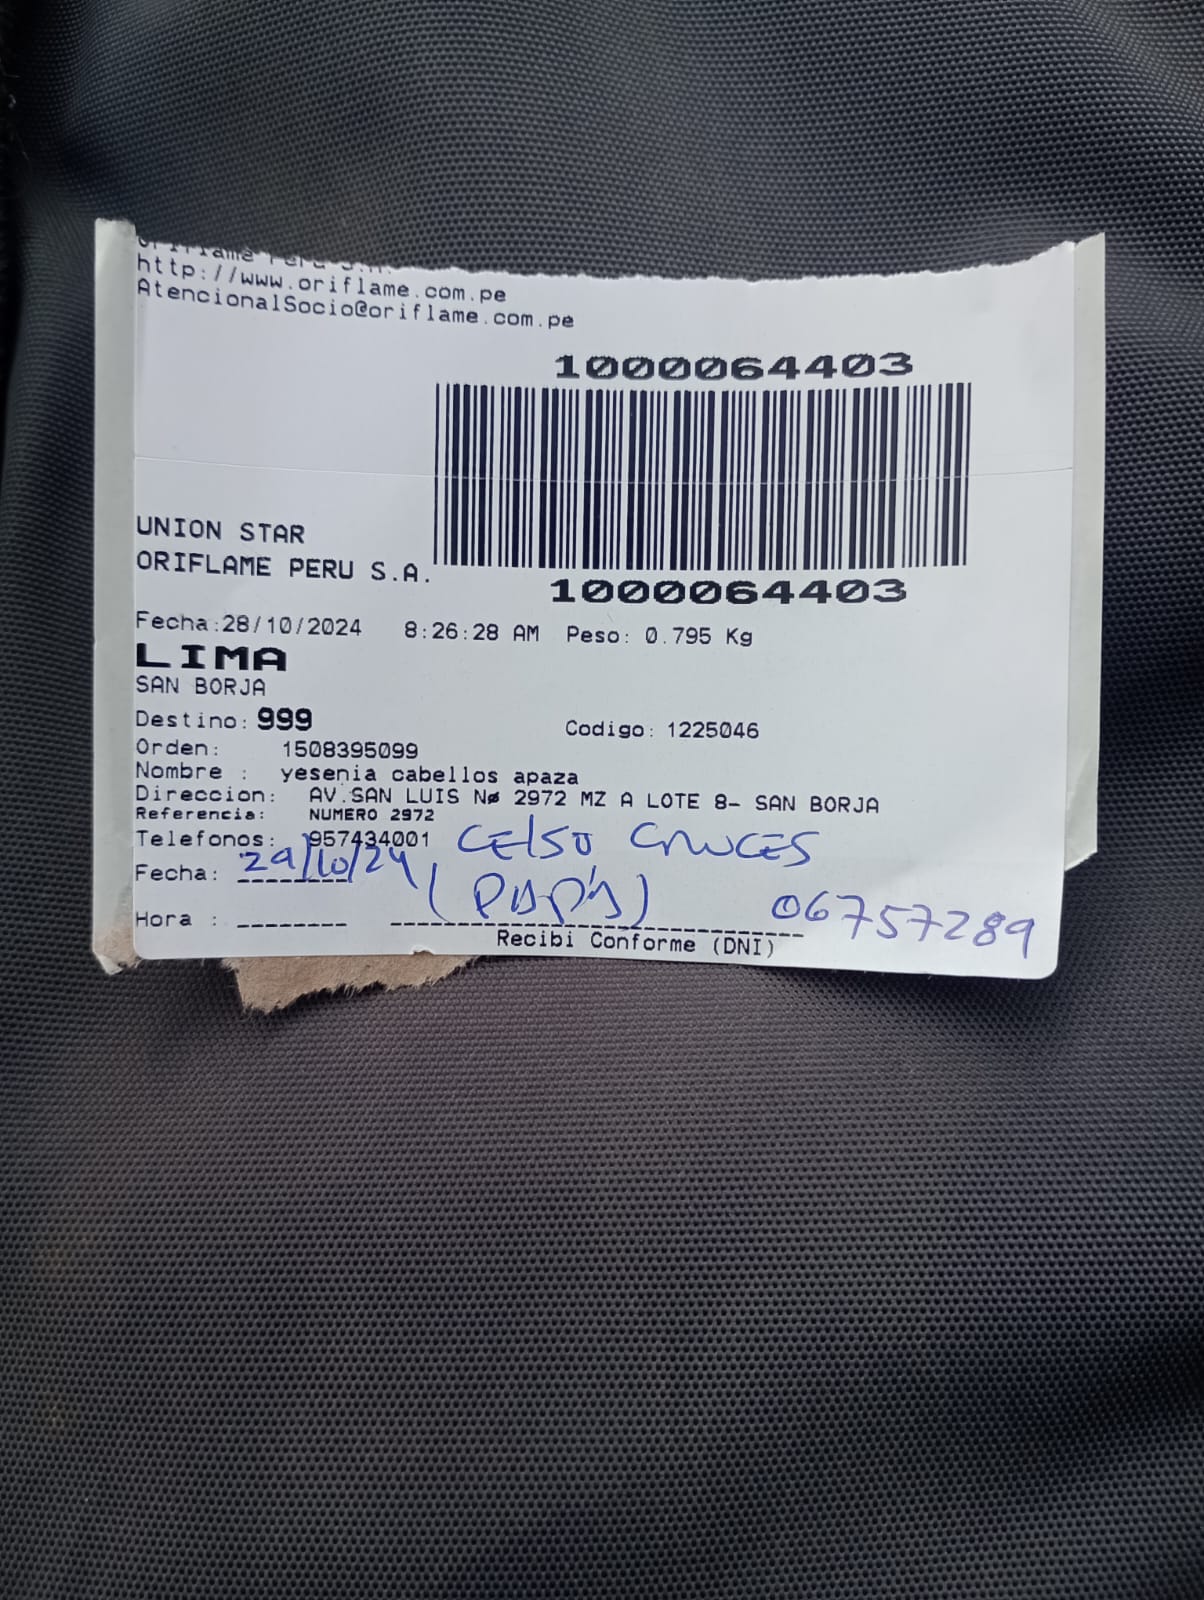 Oriflame Peru S.A.
http://www.oriflame.com.pe
AtencionalSocio@oriflame.com.pe
1000064403
UNION STAR
ORIFLAME PERU S.A.
1000064403
Fecha:28/10/2024 8:26:28 AM Peso: 0.795 Kg
LIMA
SAN BORJA
Destino: 999 Codigo: 1225046
Orden: 1508395099
Nombre : yesenia cabellos apaza
Direccion: AV.SAN LUIS Nø 2972 MZ A LOTE 8- SAN BORJA
Referencia: NUMERO 2972
Telefonos: 957434001 CELSO CRUCES
Fecha: 29/10/24 (PAPÁ) 06757289
Hora : 
Recibi Conforme (DNI)